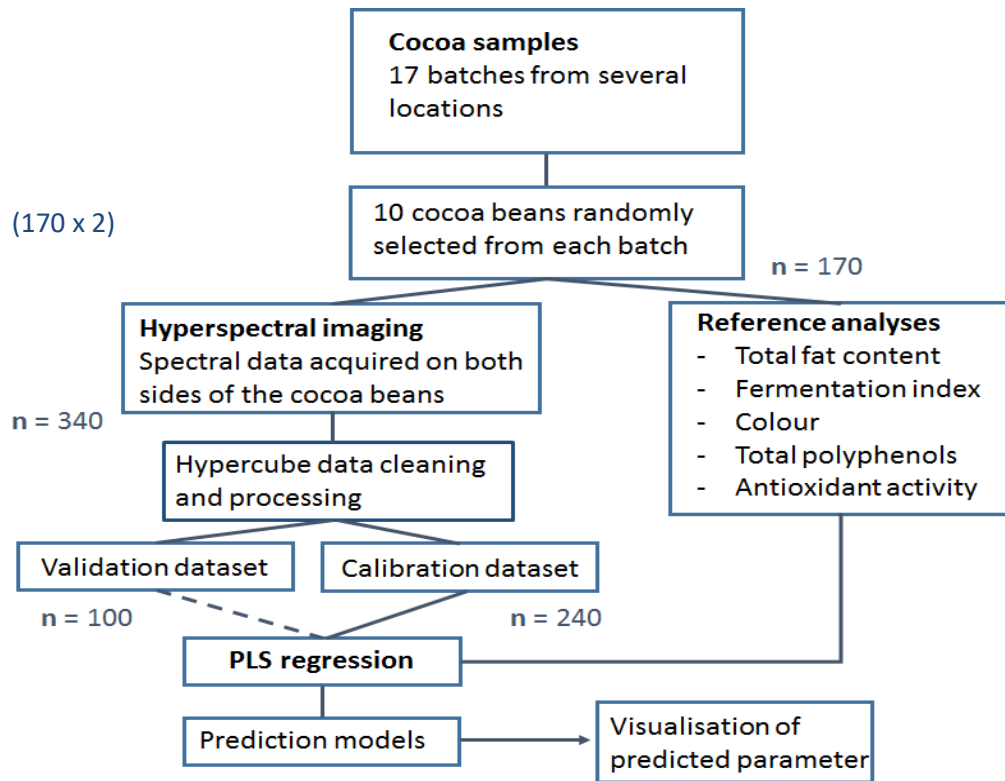 Cocoa samples
17 batches from several
locations
(170 x 2)
10 cocoa beans randomly
selected from each batch
n = 170
Hyperspectral imaging
Spectral data acquired on both
sides of the cocoa beans
n = 340
Reference analyses
- Total fat content
- Fermentation index
- Colour
- Total polyphenols
- Antioxidant activity
Hypercube data cleaning
and processing
Validation dataset
Calibration dataset
n = 100
n = 240
PLS regression
Prediction models
Visualisation of
predicted parameter